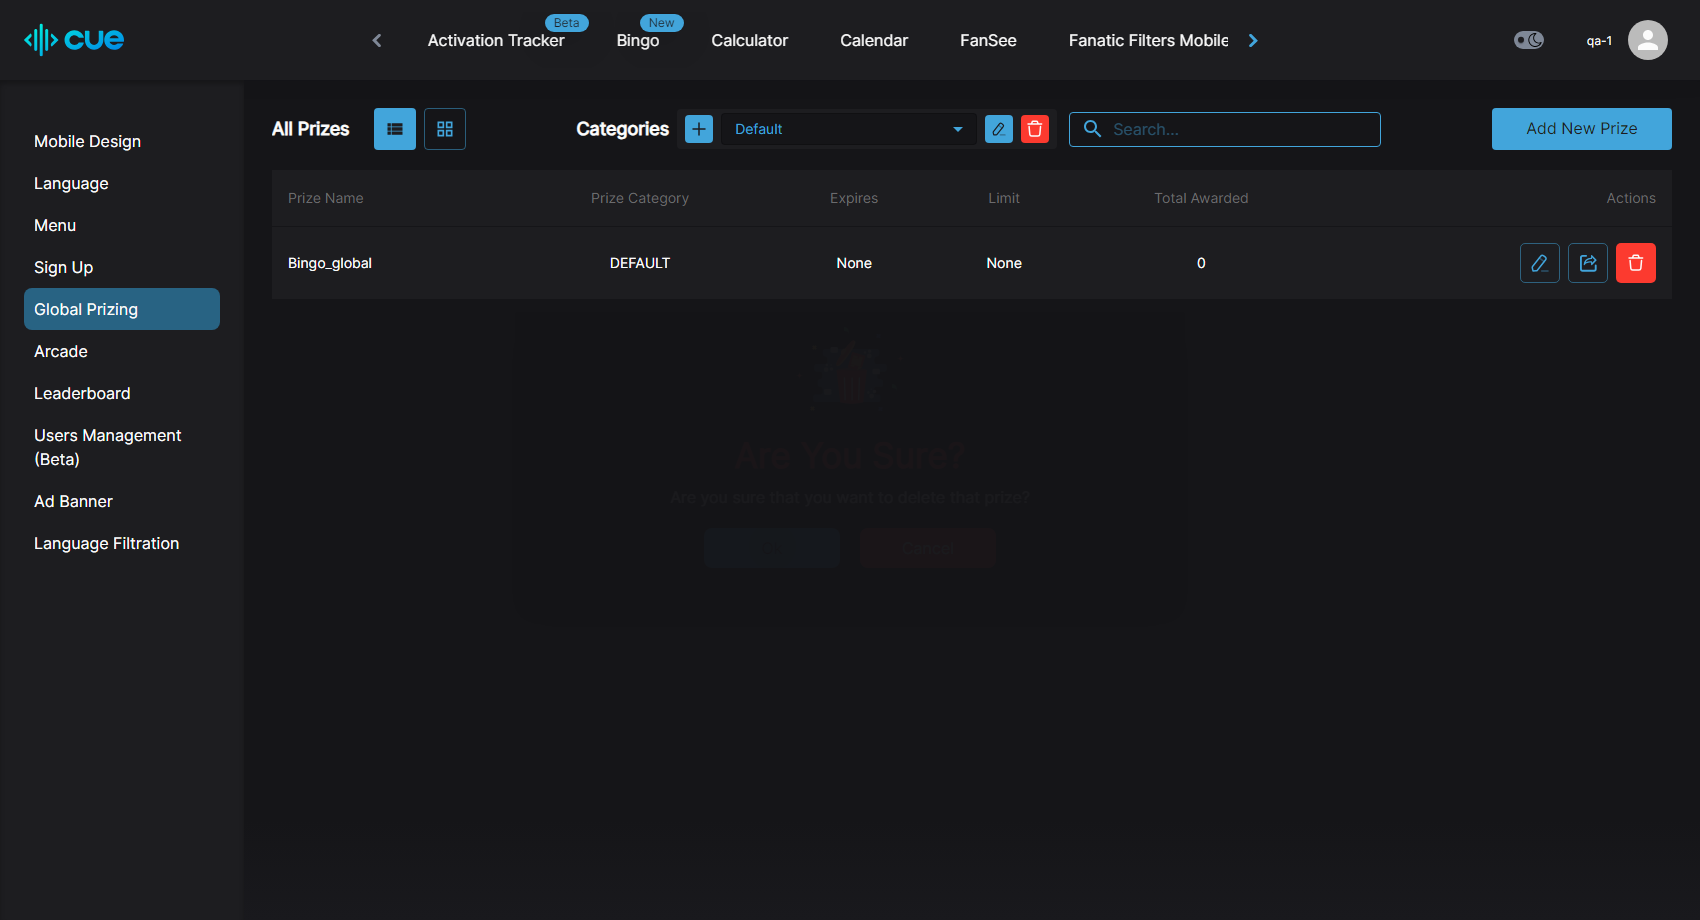 cue
Activation Tracker
Beta
Bingo
New
Calculator
Calendar
FanSee
Fanatic Filters Mobile
qa-1
Mobile Design
Language
Menu
Sign Up
Global Prizing
Arcade
Leaderboard
Users Management
(Beta)
Ad Banner
Language Filtration
All Prizes
Categories
Default
Search...
Add New Prize
Prize Name Prize Category Expires Limit Total Awarded Actions
Bingo_global DEFAULT None None 0
Are You Sure?
Are you sure that you want to delete that prize?
Cancel